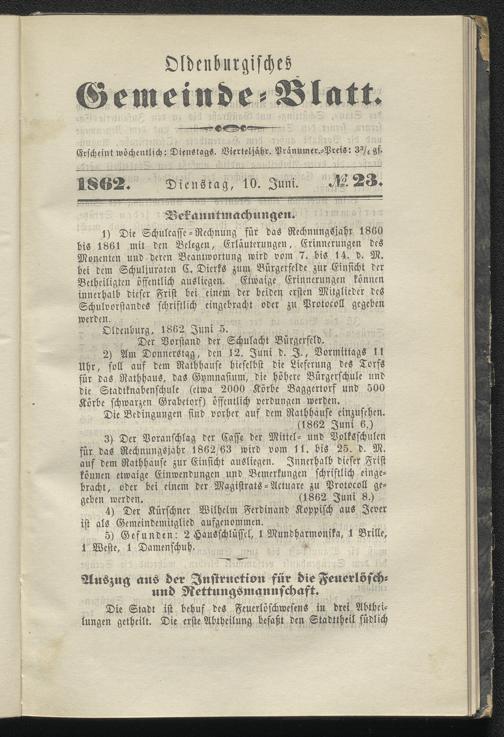 Oldenburgisches
Gemeinde-Blatt.
Erscheint wöchentlich: Dienstags. Vierteljähr. Pränumer.-Preis: 3¾ gſ.
1862. Dienstag, 10. Juni. № 23.
Bekanntmachungen.
1) Die Schulcasse-Rechnung für das Rechnungsjahr 1860
bis 1861 mit den Belegen, Erläuterungen, Erinnerungen des
Monenten und deren Beantwortung wird vom 7. bis 14. d. M.
bei dem Schuljuraten C. Dierks zum Bürgerfelde zur Einsicht der
Betheiligten öffentlich ausliegen. Etwaige Erinnerungen können
innerhalb dieser Frist bei einem der beiden ersten Mitglieder des
Schulvorstandes schriftlich eingebracht oder zu Protocoll gegeben
werden.
Oldenburg, 1862 Juni 5.
Der Vorstand der Schulacht Bürgerfeld.
2) Am Donnerstag, den 12. Juni d. J., Vormittags 11
Uhr, soll auf dem Rathhause hieselbst die Lieferung des Torfs
für das Rathhaus, das Gymnasium, die höhere Bürgerschule und
die Stadtknabenschule (etwa 2000 Körbe Baggertorf und 500
Körbe schwarzen Grabetorf) öffentlich verdungen werden.
Die Bedingungen sind vorher auf dem Rathhause einzusehen.
(1862 Juni 6.)
3) Der Voranschlag der Casse der Mittel- und Volksschulen
für das Rechnungsjahr 1862/63 wird vom 11. bis 25. d. M.
auf dem Rathhause zur Einsicht ausliegen. Innerhalb dieser Frist
können etwaige Einwendungen und Bemerkungen schriftlich einge-
bracht, oder bei einem der Magistrats-Actuare zu Protocoll ge-
geben werden. (1862 Juni 8.)
4) Der Kürschner Wilhelm Ferdinand Koppisch aus Jever
ist als Gemeindemitglied aufgenommen.
5) Gefunden: 2 Hausschlüssel, 1 Mundharmonika, 1 Brille,
1 Weste, 1 Damenschuh.
Auszug aus der Instruction für die Feuerlösch-
und Rettungsmannschaft.
Die Stadt ist behuf des Feuerlöschwesens in drei Abthei-
lungen getheilt. Die erste Abtheilung befaßt den Stadttheil südlich